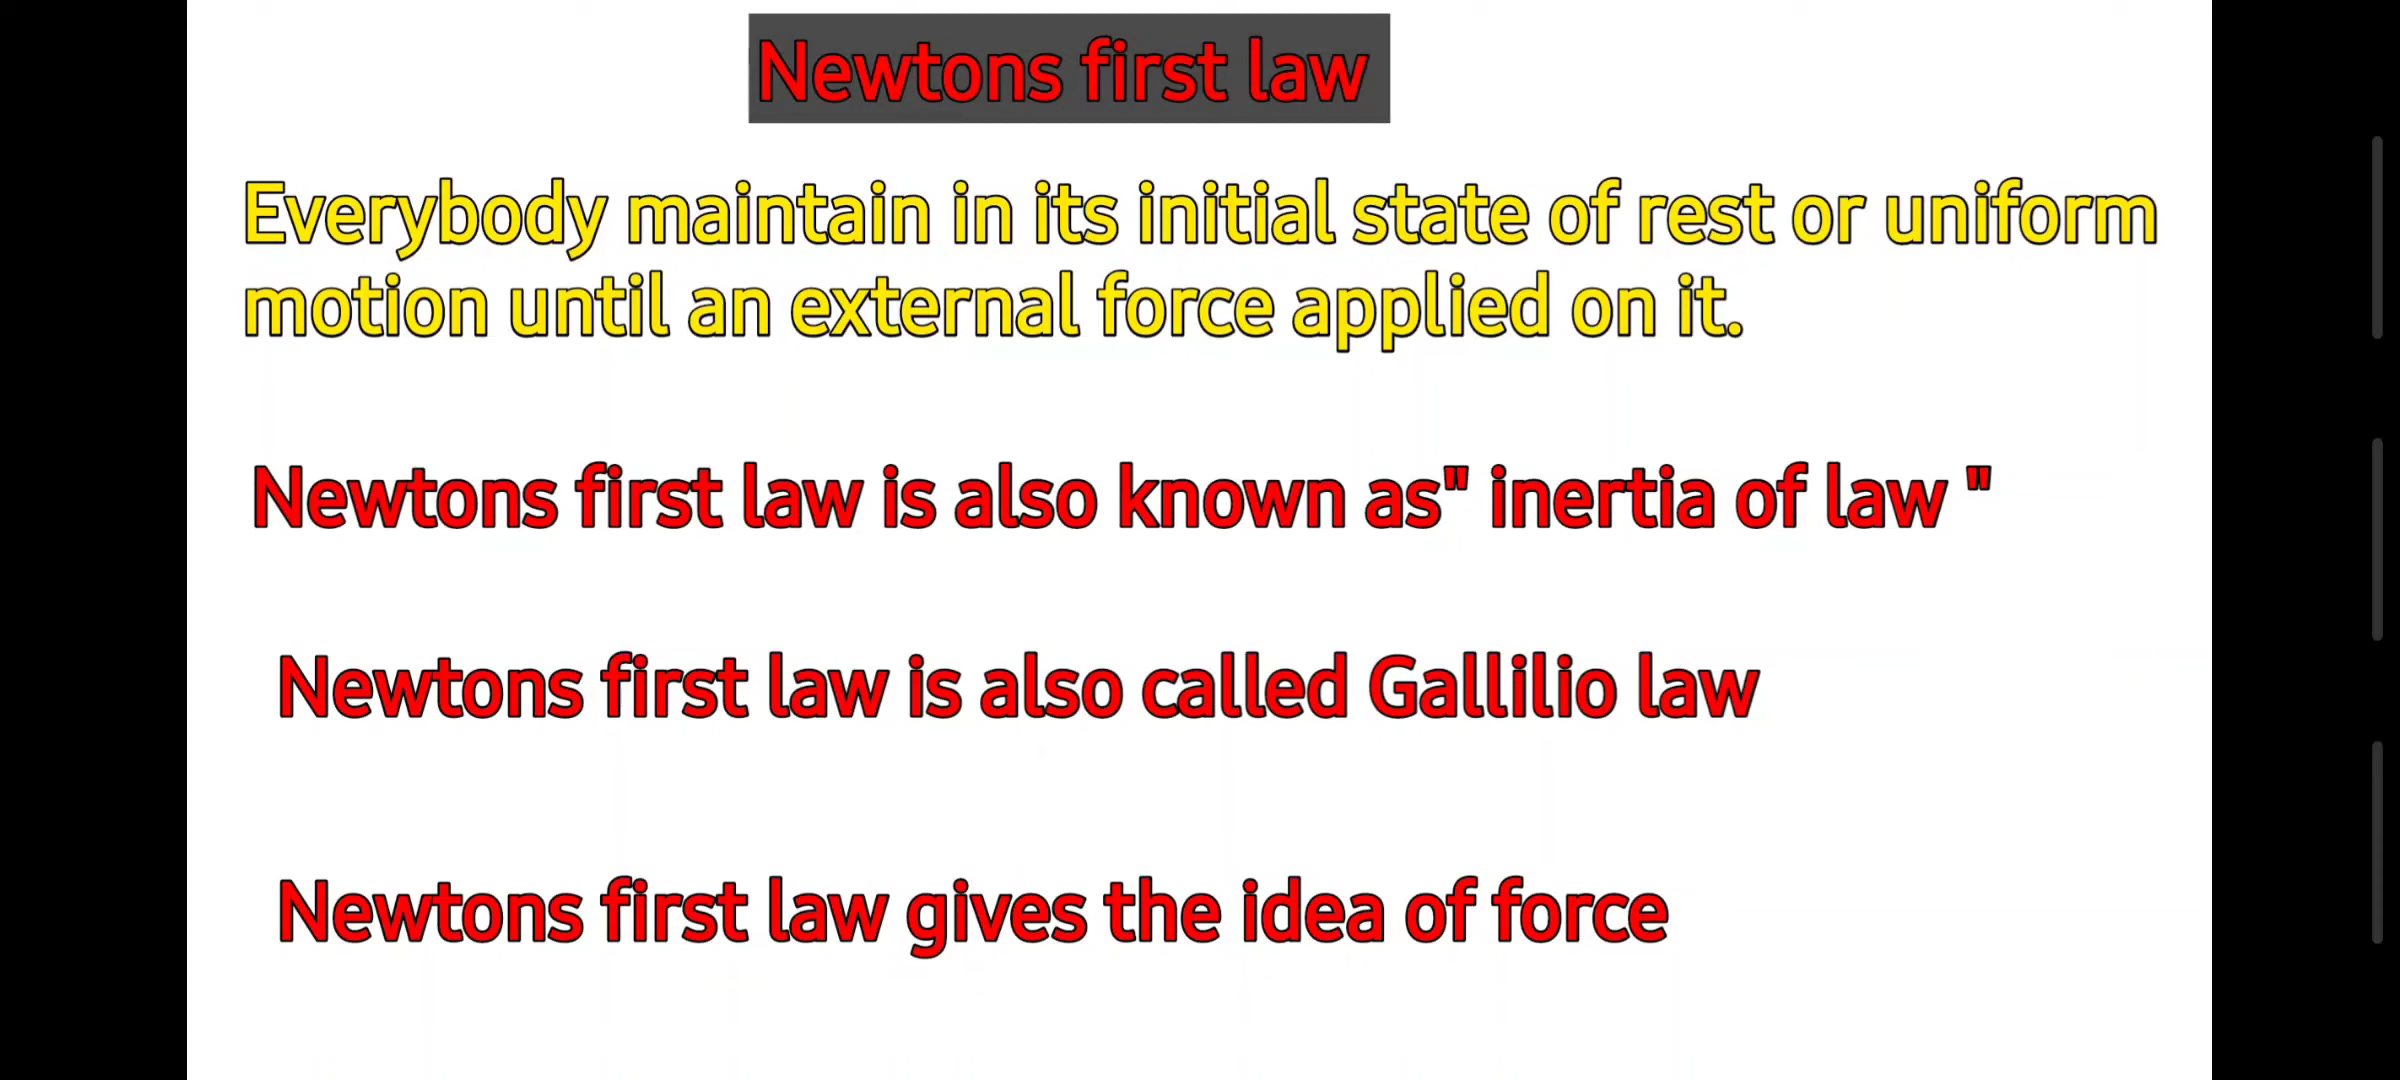 Newtons first law
Everybody maintain in its initial state of rest or uniform
motion until an external force applied on it.
Newtons first law is also known as" inertia of law "
Newtons first law is also called Gallilio law
Newtons first law gives the idea of force